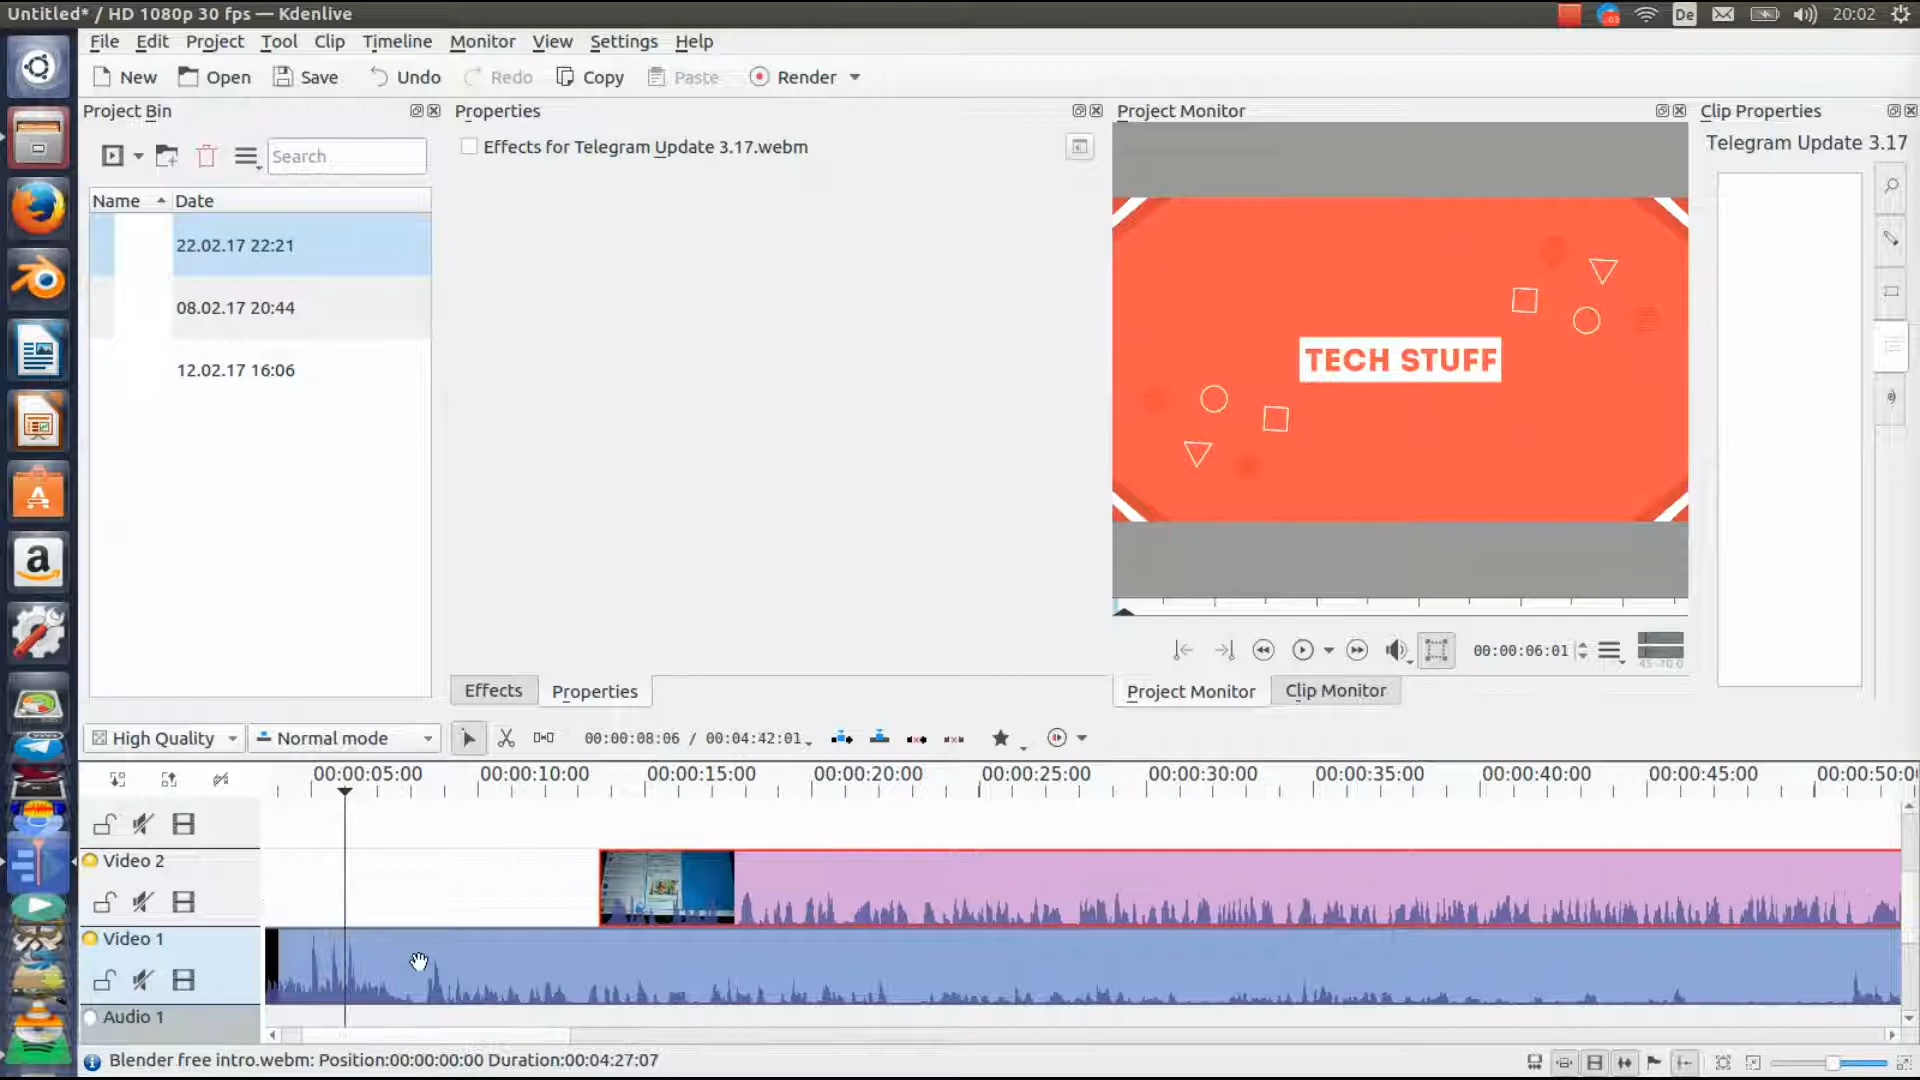 Untitled* / HD 1080p 30 fps — Kdenlive
De
20:02
File Edit Project Tool Clip Timeline Monitor View Settings Help
New Open Save Undo Redo Copy Paste Render
Project Bin
Properties
Project Monitor
Clip Properties
Search
Effects for Telegram Update 3.17.webm
Telegram Update 3.17
Name Date
22.02.17 22:21
08.02.17 20:44
12.02.17 16:06
TECH STUFF
00:00:06:01
Effects Properties
Project Monitor Clip Monitor
High Quality Normal mode
00:00:08:06 / 00:04:42:01
00:00:05:00 00:00:10:00 00:00:15:00 00:00:20:00 00:00:25:00 00:00:30:00 00:00:35:00 00:00:40:00 00:00:45:00 00:00:50:0
Video 2
Video 1
Audio 1
Blender free intro.webm: Position:00:00:00:00 Duration:00:04:27:07